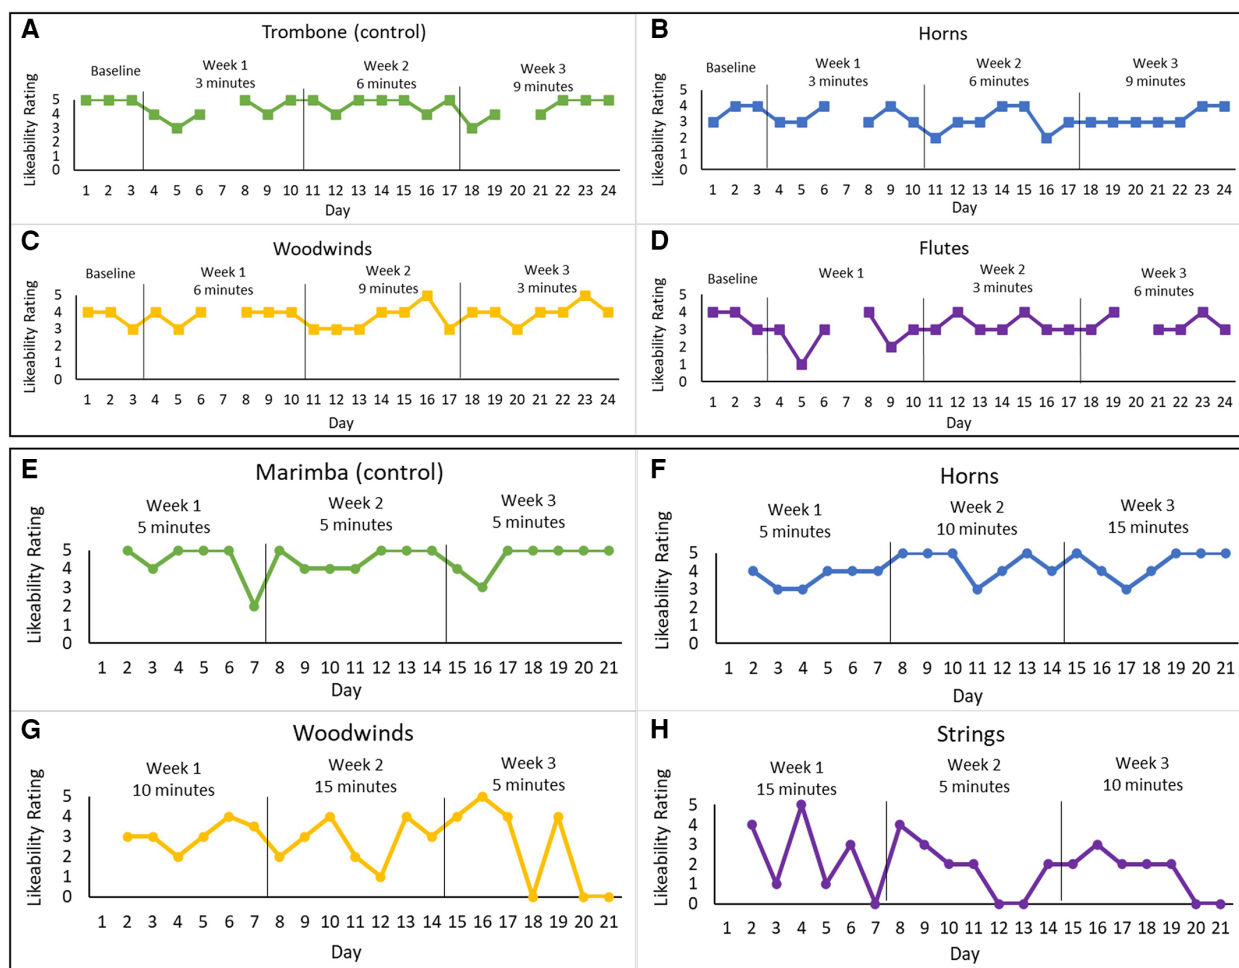 A
Trombone (control)
Baseline
Week 1
3 minutes
Week 2
6 minutes
Week 3
9 minutes
Likeability Rating
5
4
3
2
1
0
1 2 3 4 5 6 7 8 9 10 11 12 13 14 15 16 17 18 19 20 21 22 23 24
Day
B
Horns
Baseline
Week 1
3 minutes
Week 2
6 minutes
Week 3
9 minutes
Likeability Rating
5
4
3
2
1
0
1 2 3 4 5 6 7 8 9 10 11 12 13 14 15 16 17 18 19 20 21 22 23 24
Day
C
Woodwinds
Baseline
Week 1
6 minutes
Week 2
9 minutes
Week 3
3 minutes
Likeability Rating
5
4
3
2
1
0
1 2 3 4 5 6 7 8 9 10 11 12 13 14 15 16 17 18 19 20 21 22 23 24
Day
D
Flutes
Baseline
Week 1
Week 2
3 minutes
Week 3
6 minutes
Likeability Rating
5
4
3
2
1
0
1 2 3 4 5 6 7 8 9 10 11 12 13 14 15 16 17 18 19 20 21 22 23 24
Day
E
Marimba (control)
Week 1
5 minutes
Week 2
5 minutes
Week 3
5 minutes
Likeability Rating
5
4
3
2
1
0
1 2 3 4 5 6 7 8 9 10 11 12 13 14 15 16 17 18 19 20 21
Day
F
Horns
Week 1
5 minutes
Week 2
10 minutes
Week 3
15 minutes
Likeability Rating
5
4
3
2
1
0
1 2 3 4 5 6 7 8 9 10 11 12 13 14 15 16 17 18 19 20 21
Day
G
Woodwinds
Week 1
10 minutes
Week 2
15 minutes
Week 3
5 minutes
Likeability Rating
5
4
3
2
1
0
1 2 3 4 5 6 7 8 9 10 11 12 13 14 15 16 17 18 19 20 21
Day
H
Strings
Week 1
15 minutes
Week 2
5 minutes
Week 3
10 minutes
Likeability Rating
5
4
3
2
1
0
1 2 3 4 5 6 7 8 9 10 11 12 13 14 15 16 17 18 19 20 21
Day